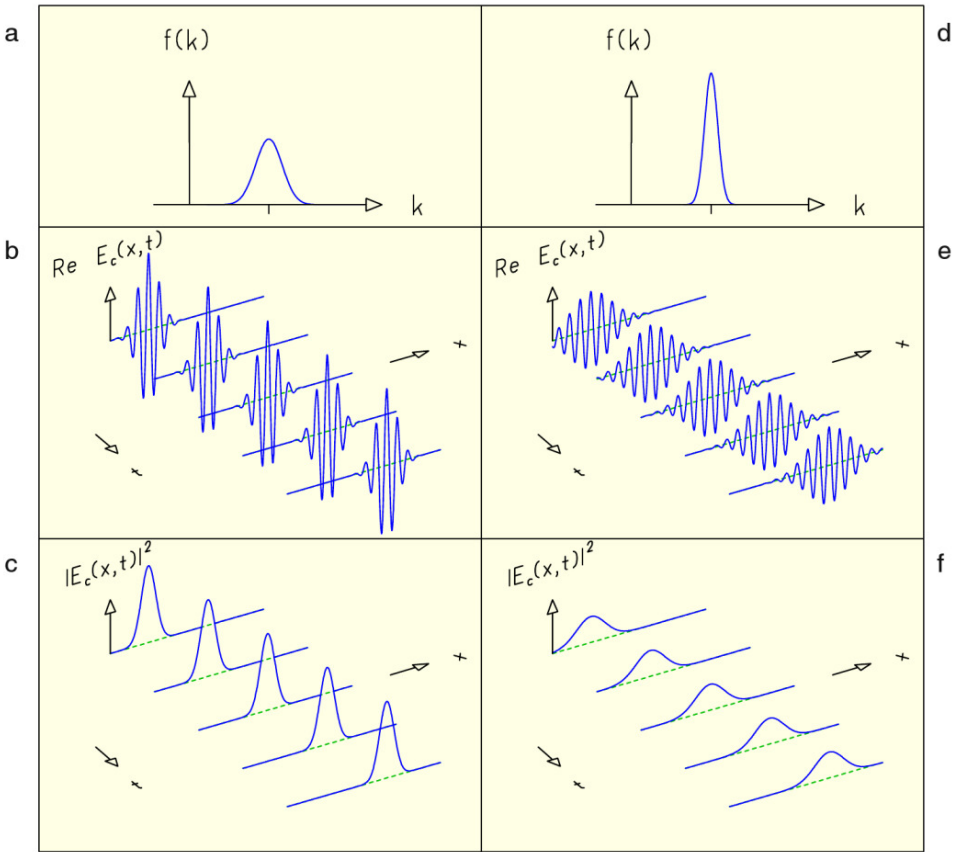 a
f(k)
k
d
f(k)
k
b
Re E_c(x,t)
x
t
e
Re E_c(x,t)
x
t
c
|E_c(x,t)|²
x
t
f
|E_c(x,t)|²
x
t